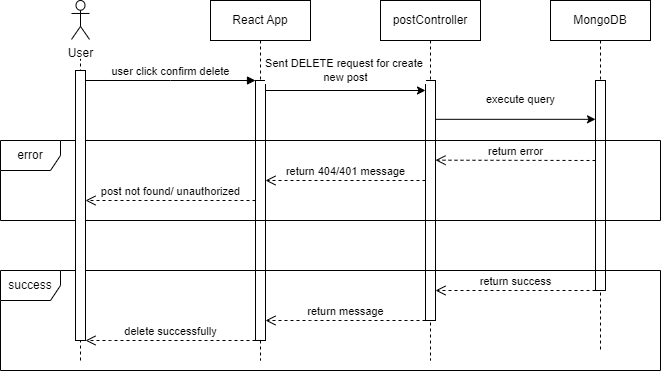 React App
postController
MongoDB
User
user click confirm delete
Sent DELETE request for create
new post
execute query
error
return error
return 404/401 message
post not found/ unauthorized
success
return success
return message
delete successfully